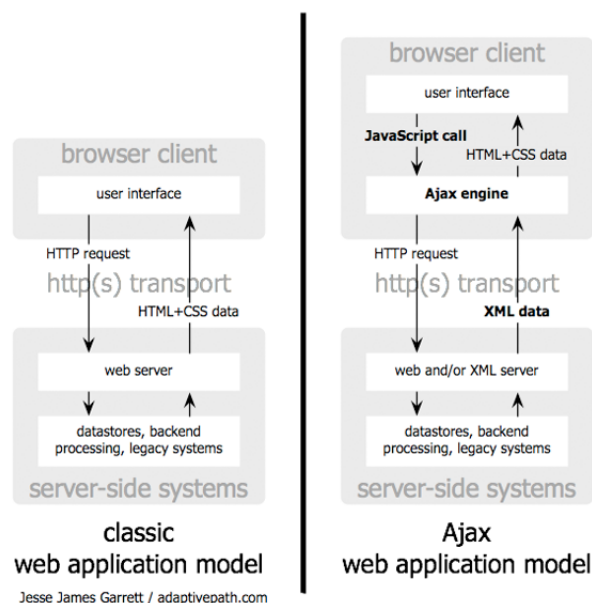 browser client
user interface
HTTP request
http(s) transport
HTML+CSS data
web server
datastores, backend
processing, legacy systems
server-side systems
classic
web application model
Jesse James Garrett / adaptivepath.com
browser client
user interface
JavaScript call
HTML+CSS data
Ajax engine
HTTP request
http(s) transport
XML data
web and/or XML server
datastores, backend
processing, legacy systems
server-side systems
Ajax
web application model